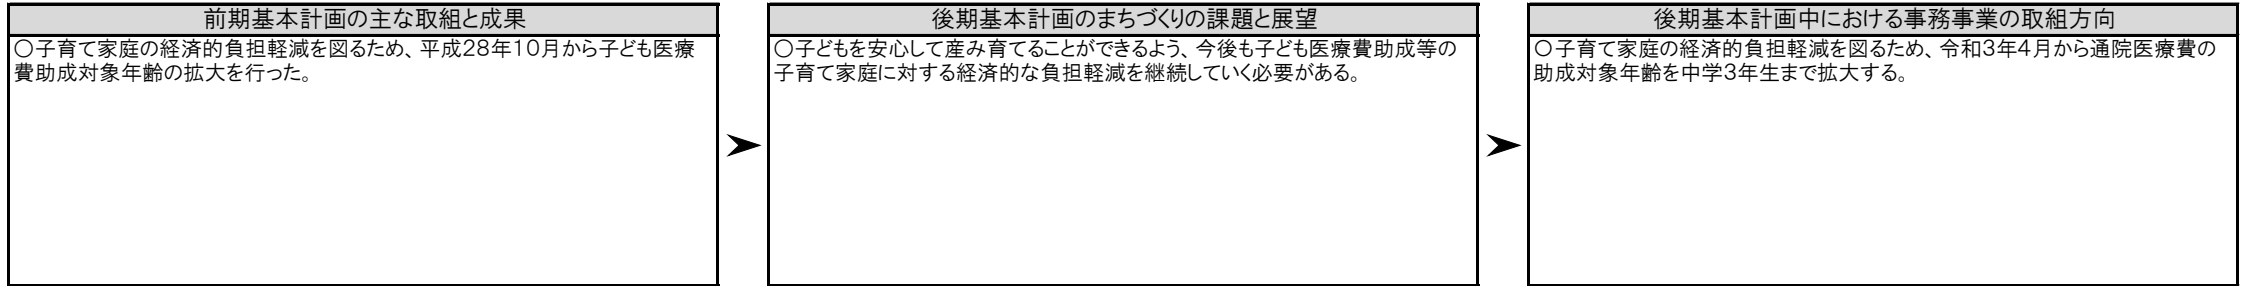 前期基本計画の主な取組と成果
○子育て家庭の経済的負担軽減を図るため、平成28年10月から子ども医療
費助成対象年齢の拡大を行った。
後期基本計画のまちづくりの課題と展望
○子どもを安心して産み育てることができるよう、今後も子ども医療費助成等の
子育て家庭に対する経済的な負担軽減を継続していく必要がある。
後期基本計画中における事務事業の取組方向
○子育て家庭の経済的負担軽減を図るため、令和3年4月から通院医療費の
助成対象年齢を中学3年生まで拡大する。